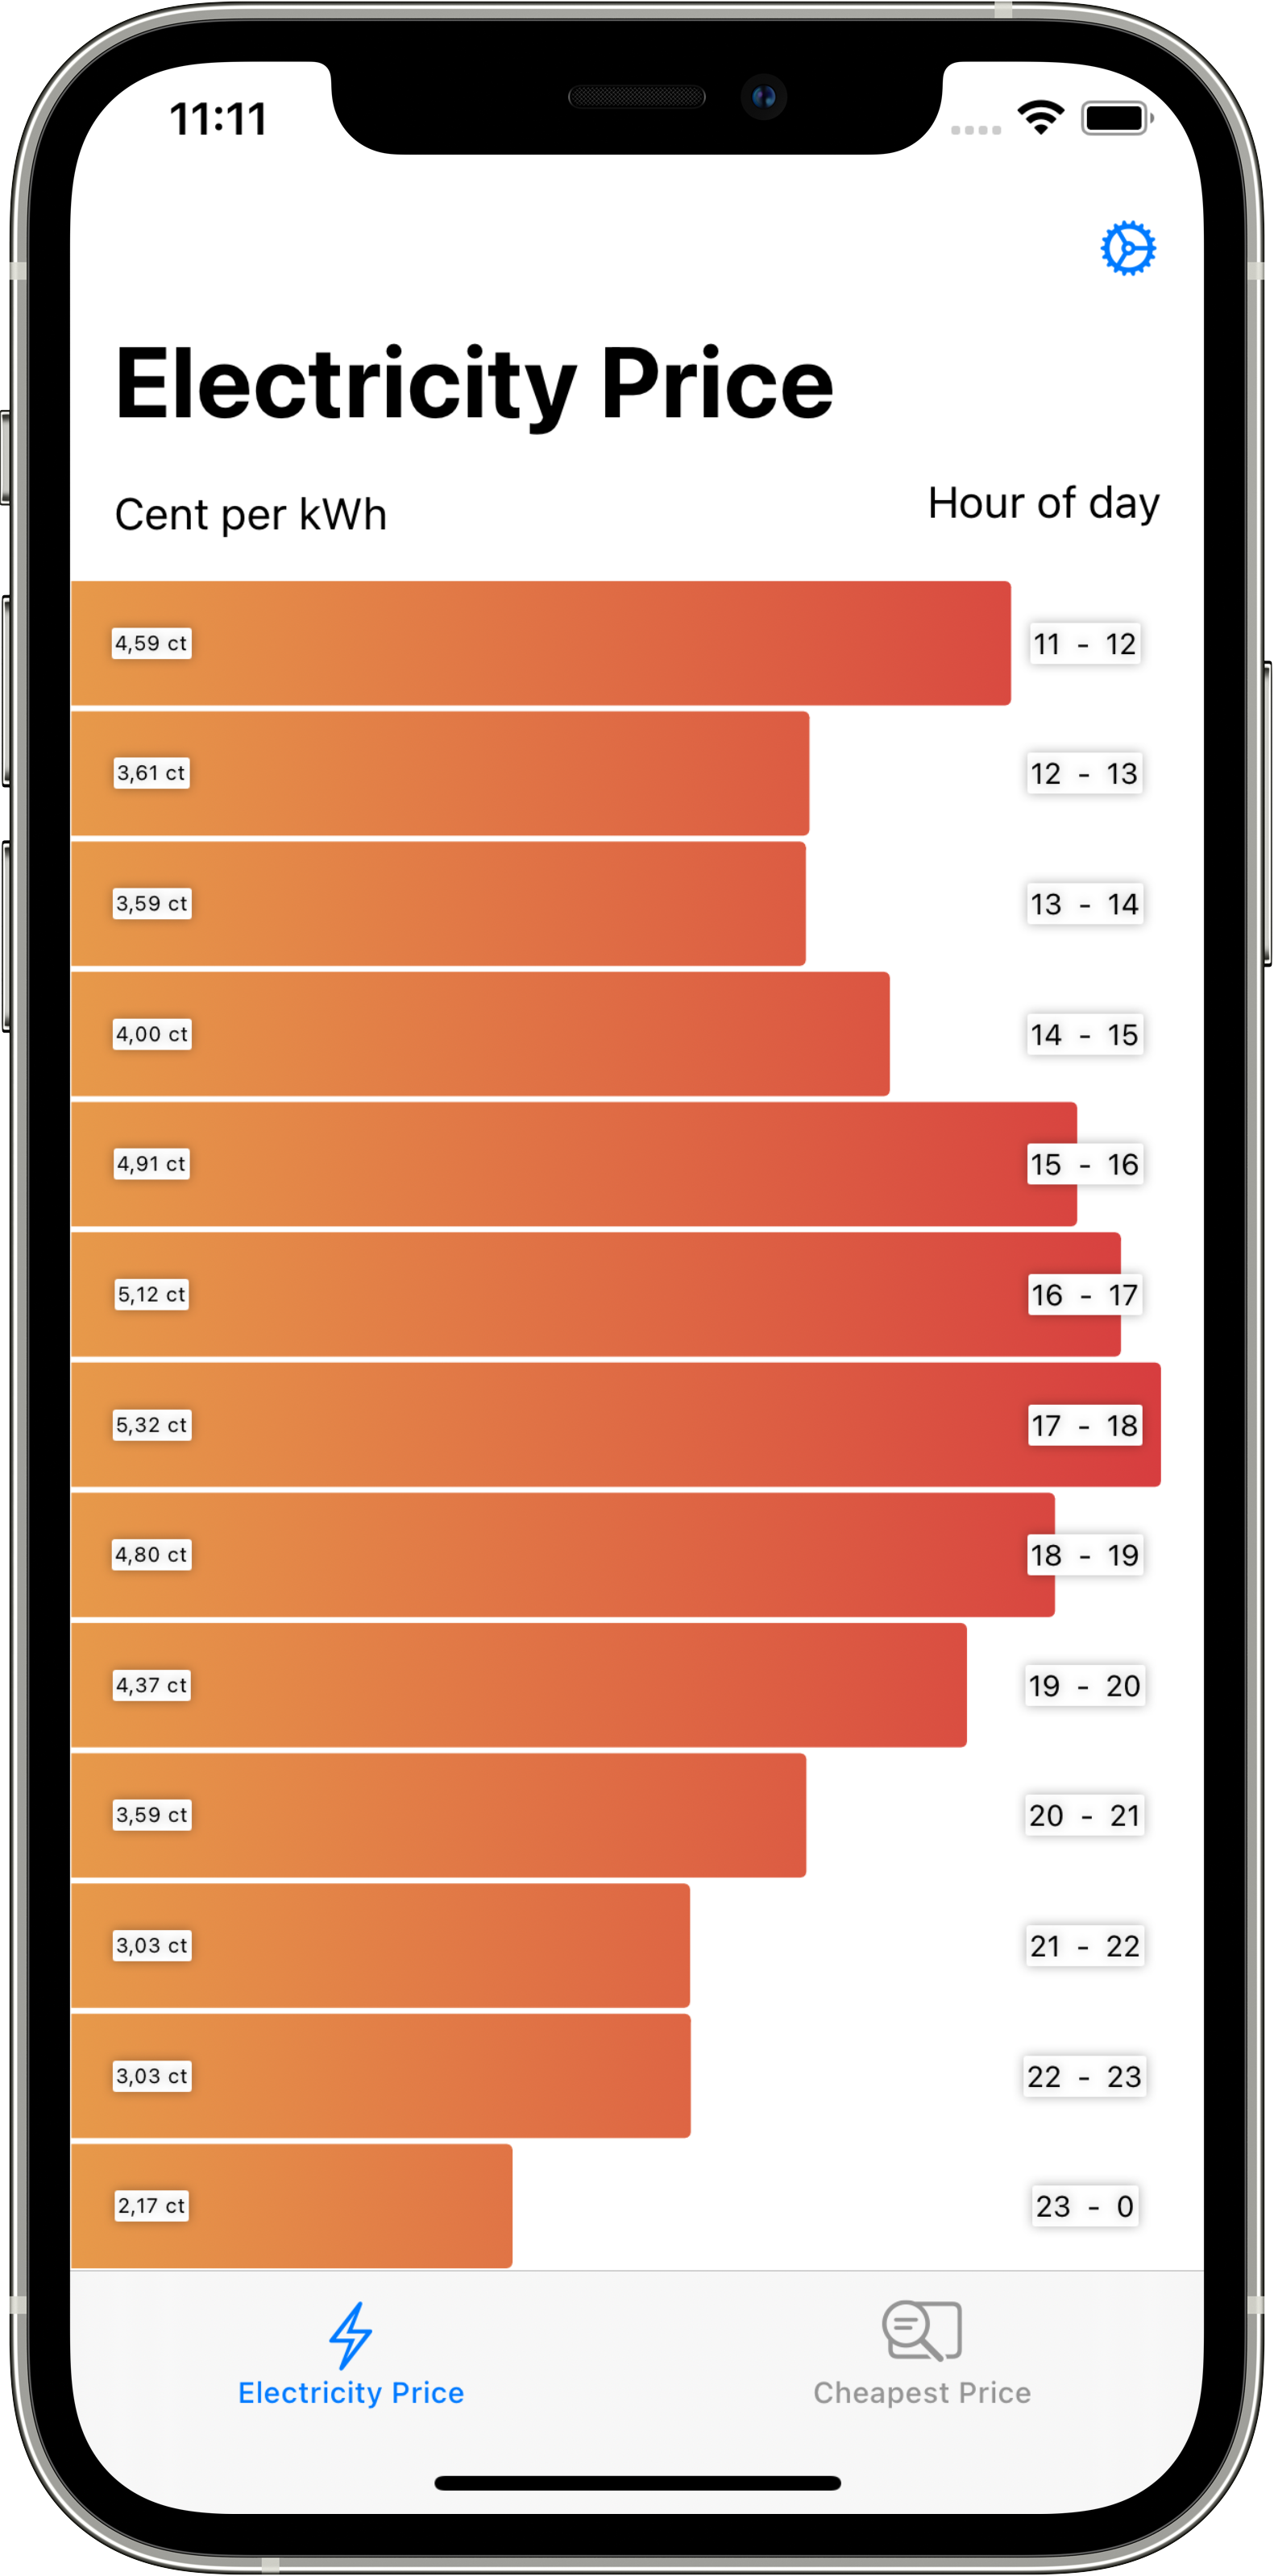 11:11
Electricity Price
Cent per kWh Hour of day
4,59 ct 11 - 12
3,61 ct 12 - 13
3,59 ct 13 - 14
4,00 ct 14 - 15
4,91 ct 15 - 16
5,12 ct 16 - 17
5,32 ct 17 - 18
4,80 ct 18 - 19
4,37 ct 19 - 20
3,59 ct 20 - 21
3,03 ct 21 - 22
3,03 ct 22 - 23
2,17 ct 23 - 0
Electricity Price Cheapest Price